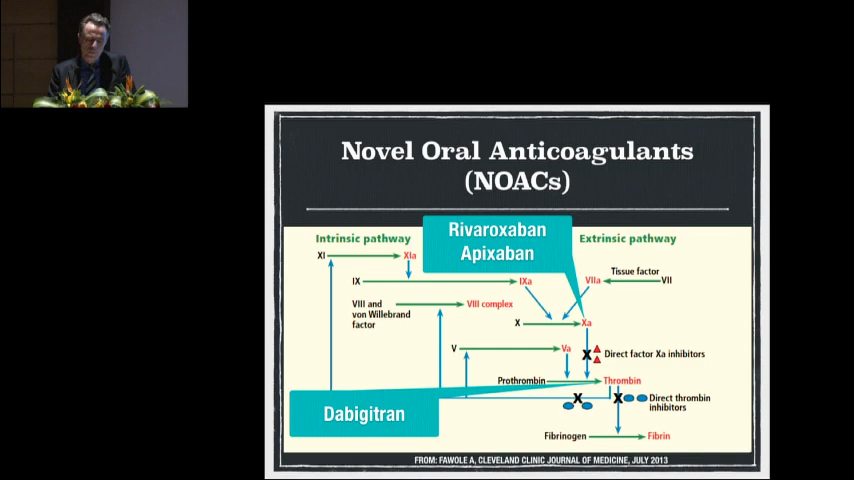 Novel Oral Anticoagulants
(NOACs)
Rivaroxaban
Apixaban
Intrinsic pathway
Extrinsic pathway
XI
XIa
Tissue factor
IX
IXa
VIIa
VII
VIII and
von Willebrand
factor
VIII complex
X
Xa
V
Va
X
Direct factor Xa inhibitors
Prothrombin
Thrombin
Dabigitran
X
X
Direct thrombin
inhibitors
Fibrinogen
Fibrin
FROM: FAWOLE A, CLEVELAND CLINIC JOURNAL OF MEDICINE, JULY 2013